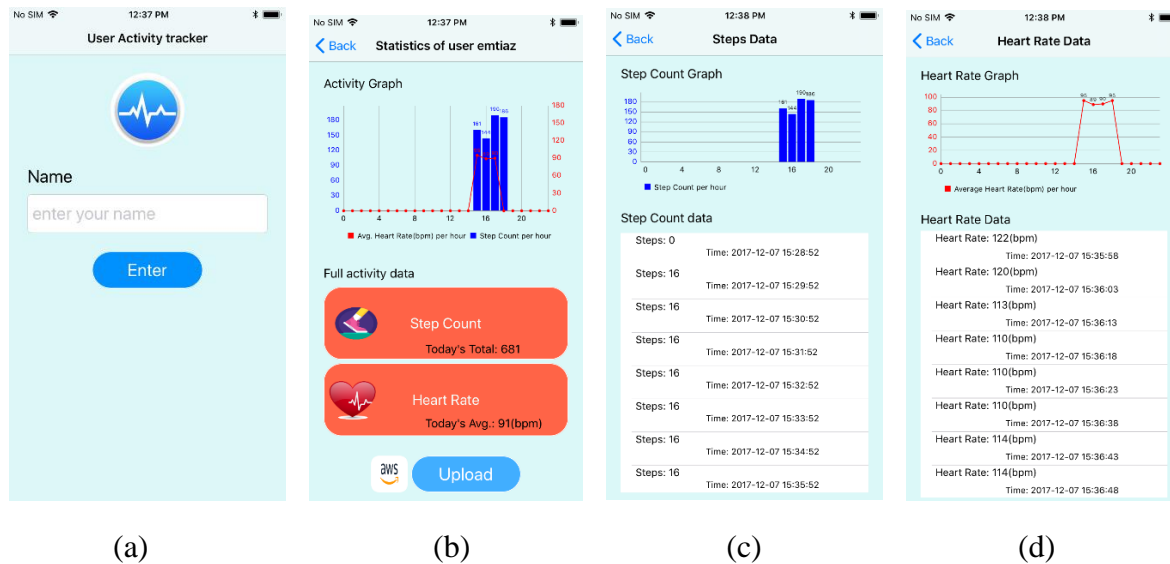 No SIM 12:37 PM
User Activity tracker
Name
enter your name
Enter
(a)
No SIM 12:37 PM
Back Statistics of user emtiaz
Activity Graph
180
150
120
90
60
30
0
180
150
120
90
60
30
0
161 144 190 186
0 4 8 12 16 20
Avg. Heart Rate(bpm) per hour Step Count per hour
Full activity data
Step Count
Today's Total: 681
Heart Rate
Today's Avg.: 91(bpm)
aws Upload
(b)
No SIM 12:38 PM
Back Steps Data
Step Count Graph
180
150
120
90
60
30
0
161 144 190 186
0 4 8 12 16 20
Step Count per hour
Step Count data
Steps: 0
Time: 2017-12-07 15:28:52
Steps: 16
Time: 2017-12-07 15:29:52
Steps: 16
Time: 2017-12-07 15:30:52
Steps: 16
Time: 2017-12-07 15:31:52
Steps: 16
Time: 2017-12-07 15:32:52
Steps: 16
Time: 2017-12-07 15:33:52
Steps: 16
Time: 2017-12-07 15:34:52
Steps: 16
Time: 2017-12-07 15:35:52
(c)
No SIM 12:38 PM
Back Heart Rate Data
Heart Rate Graph
100
80
60
40
20
0
95 89 90 95
0 4 8 12 16 20
Average Heart Rate(bpm) per hour
Heart Rate Data
Heart Rate: 122(bpm)
Time: 2017-12-07 15:35:58
Heart Rate: 120(bpm)
Time: 2017-12-07 15:36:03
Heart Rate: 113(bpm)
Time: 2017-12-07 15:36:13
Heart Rate: 110(bpm)
Time: 2017-12-07 15:36:18
Heart Rate: 110(bpm)
Time: 2017-12-07 15:36:23
Heart Rate: 110(bpm)
Time: 2017-12-07 15:36:38
Heart Rate: 114(bpm)
Time: 2017-12-07 15:36:43
Heart Rate: 114(bpm)
Time: 2017-12-07 15:36:48
(d)